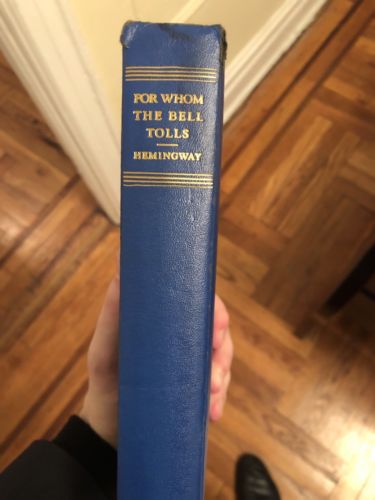 FOR WHOM
THE BELL
TOLLS
HEMINGWAY